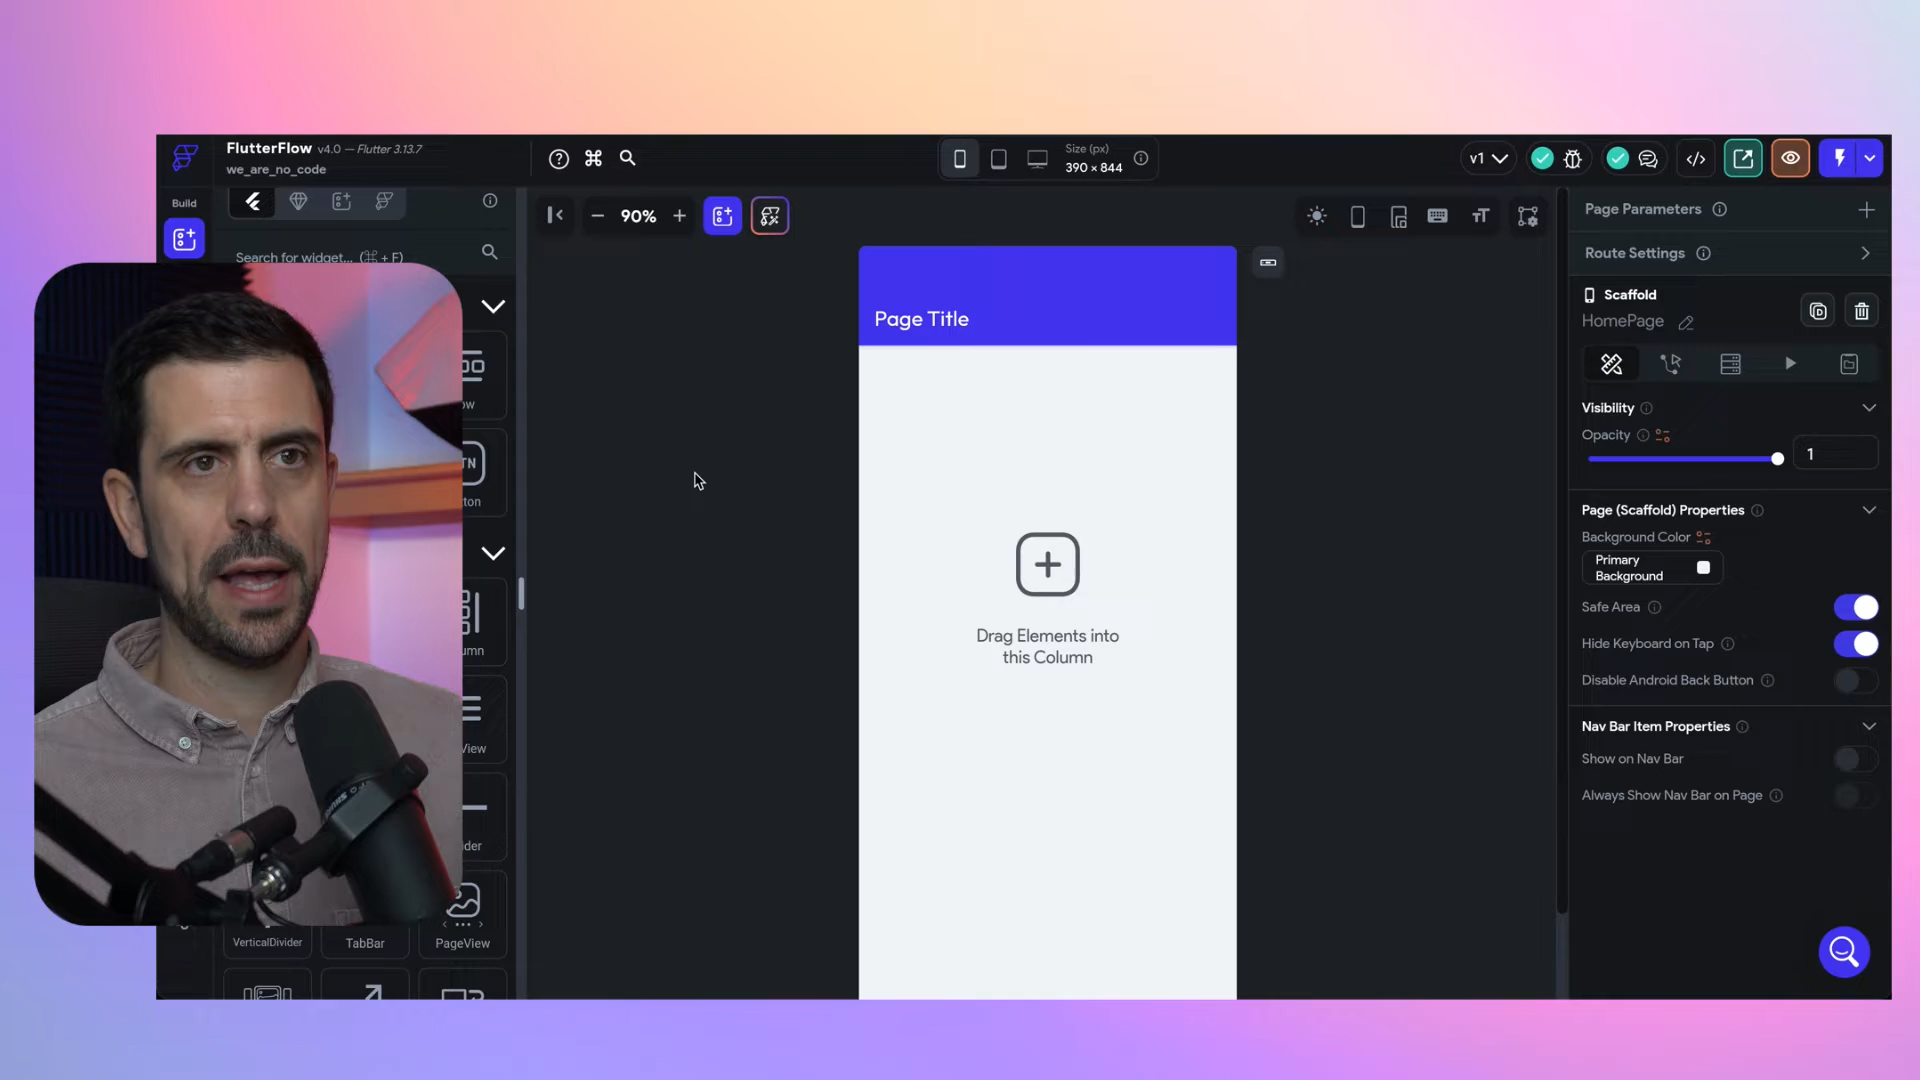 FlutterFlow v4.0 — Flutter 3.13.7
we_are_no_code
Size (px)
390 × 844
v1
Build
90%
Search for widget... (⌘ + F)
Page Title
Drag Elements into
this Column
VerticalDivider
TabBar
PageView
Page Parameters
Route Settings
Scaffold
HomePage
Visibility
Opacity
1
Page (Scaffold) Properties
Background Color
Primary
Background
Safe Area
Hide Keyboard on Tap
Disable Android Back Button
Nav Bar Item Properties
Show on Nav Bar
Always Show Nav Bar on Page